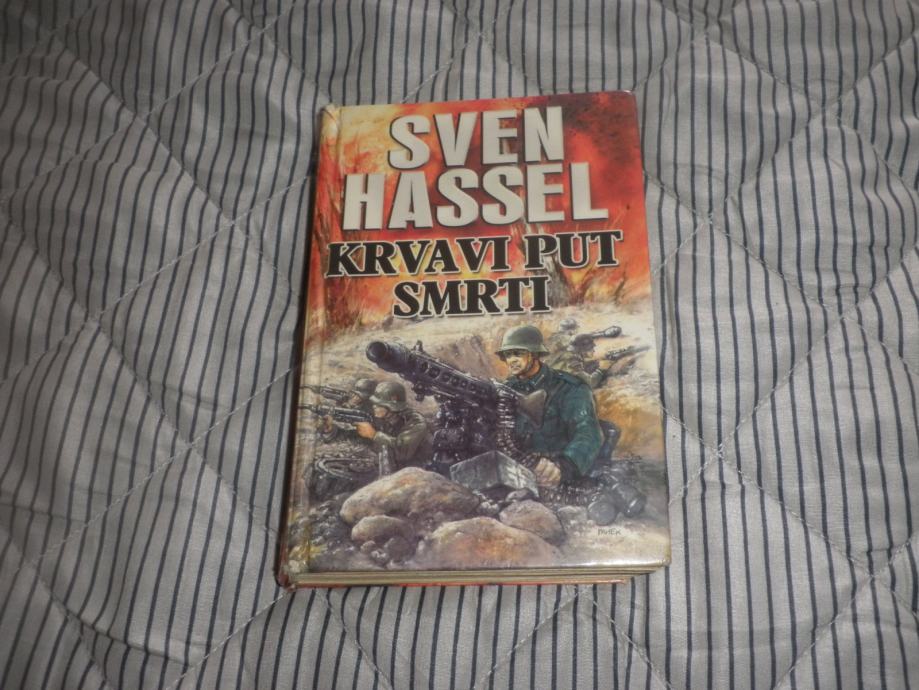 SVEN
HASSEL
KRVAVI PUT
SMRTI